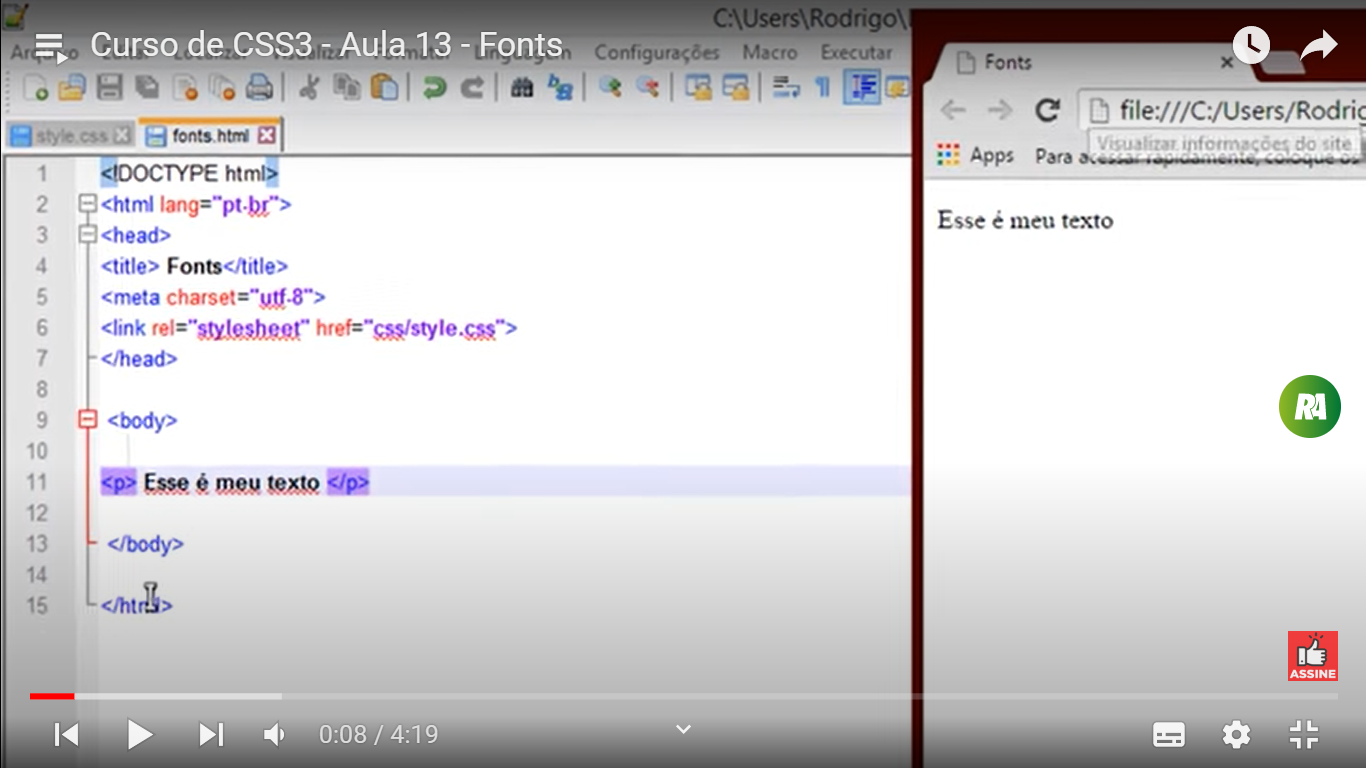 C:\Users\Rodrigo\
Curso de CSS3 - Aula 13 - Fonts
Configurações Macro Executar
style.css fonts.html
1 <!DOCTYPE html>
2 <html lang="pt-br">
3 <head>
4 <title> Fonts</title>
5 <meta charset="utf-8">
6 <link rel="stylesheet" href="css/style.css">
7 </head>
8
9 <body>
10
11 <p> Esse é meu texto </p>
12
13 </body>
14
15 </html>
Fonts
file:///C:/Users/Rodrig
Visualizar informações do site
Apps Para acessar rapidamente, coloque os
Esse é meu texto
RA
ASSINE
0:08 / 4:19